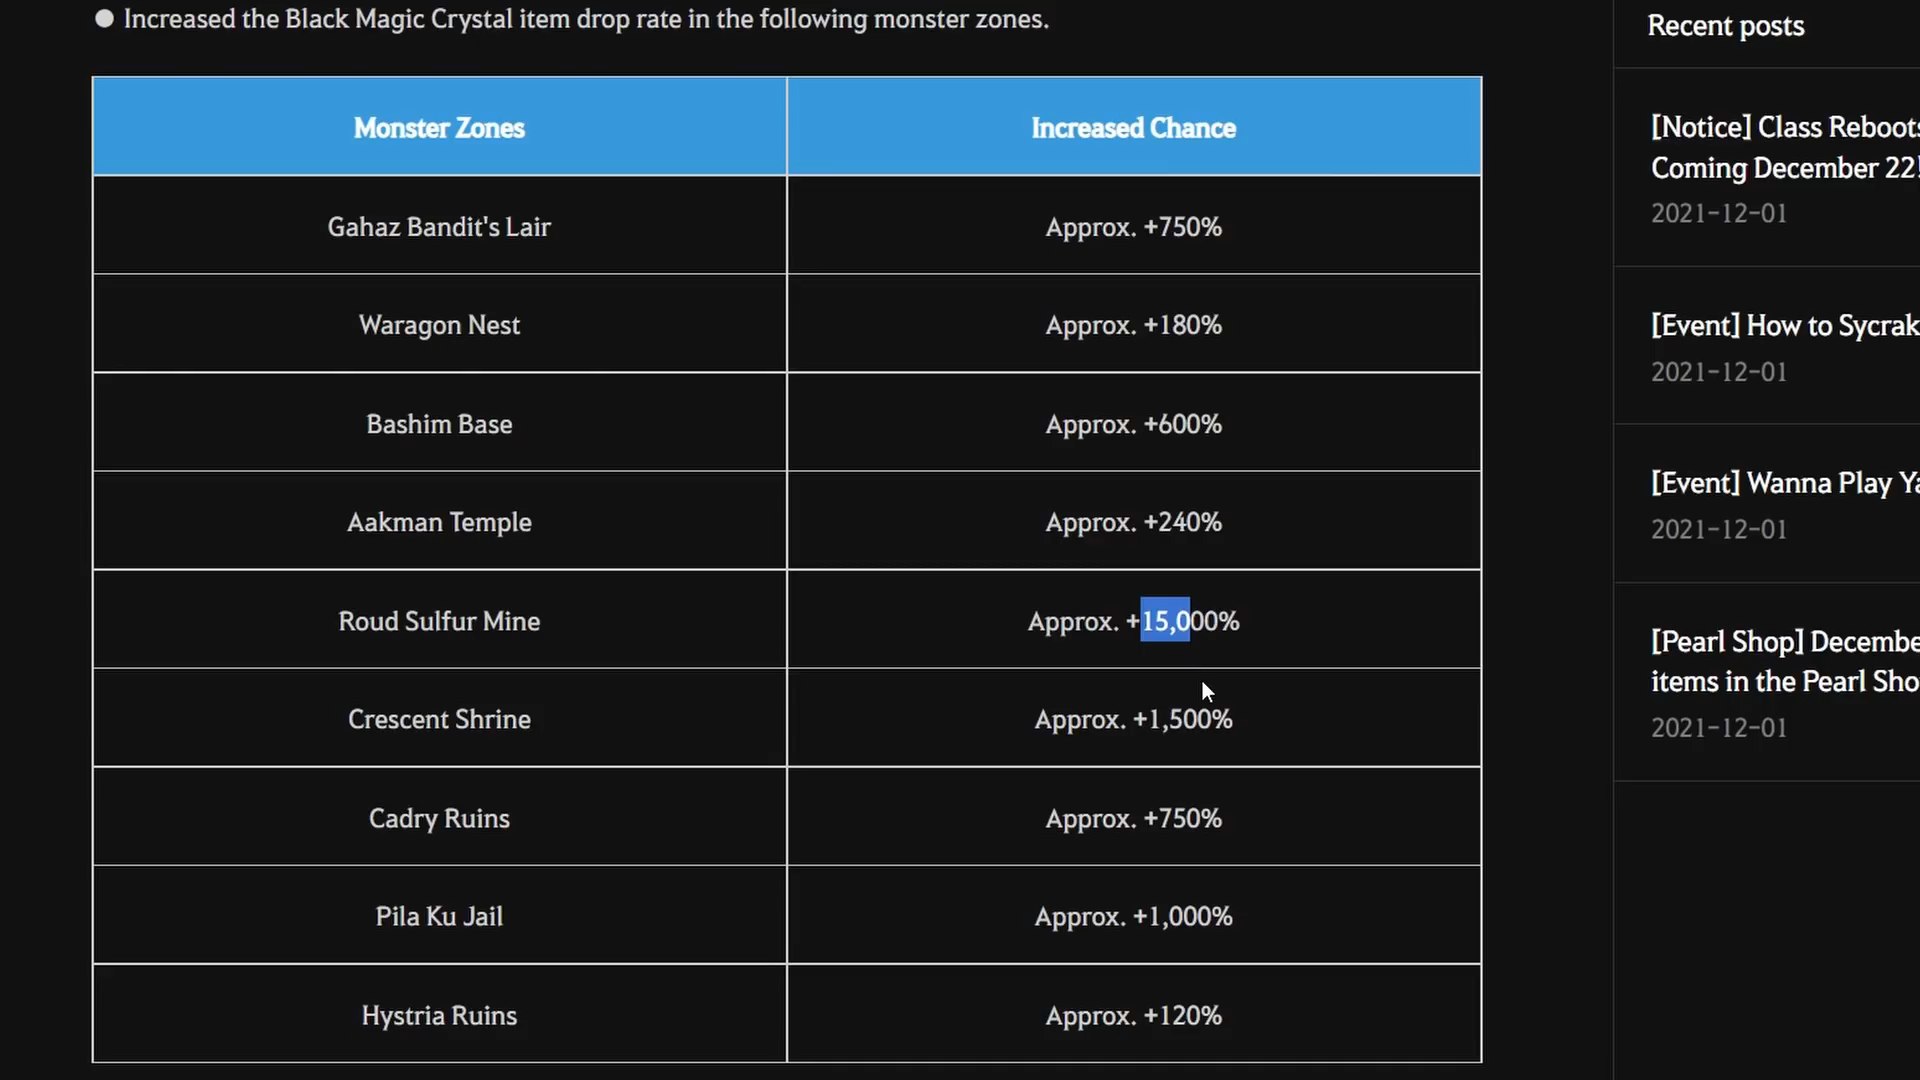 ● Increased the Black Magic Crystal item drop rate in the following monster zones.
Monster Zones
Increased Chance
Gahaz Bandit's Lair
Approx. +750%
Waragon Nest
Approx. +180%
Bashim Base
Approx. +600%
Aakman Temple
Approx. +240%
Roud Sulfur Mine
Approx. +15,000%
Crescent Shrine
Approx. +1,500%
Cadry Ruins
Approx. +750%
Pila Ku Jail
Approx. +1,000%
Hystria Ruins
Approx. +120%
Recent posts
[Notice] Class Reboots
Coming December 22!
2021-12-01
[Event] How to Sycrak
2021-12-01
[Event] Wanna Play Ya
2021-12-01
[Pearl Shop] Decembe
items in the Pearl Sho
2021-12-01